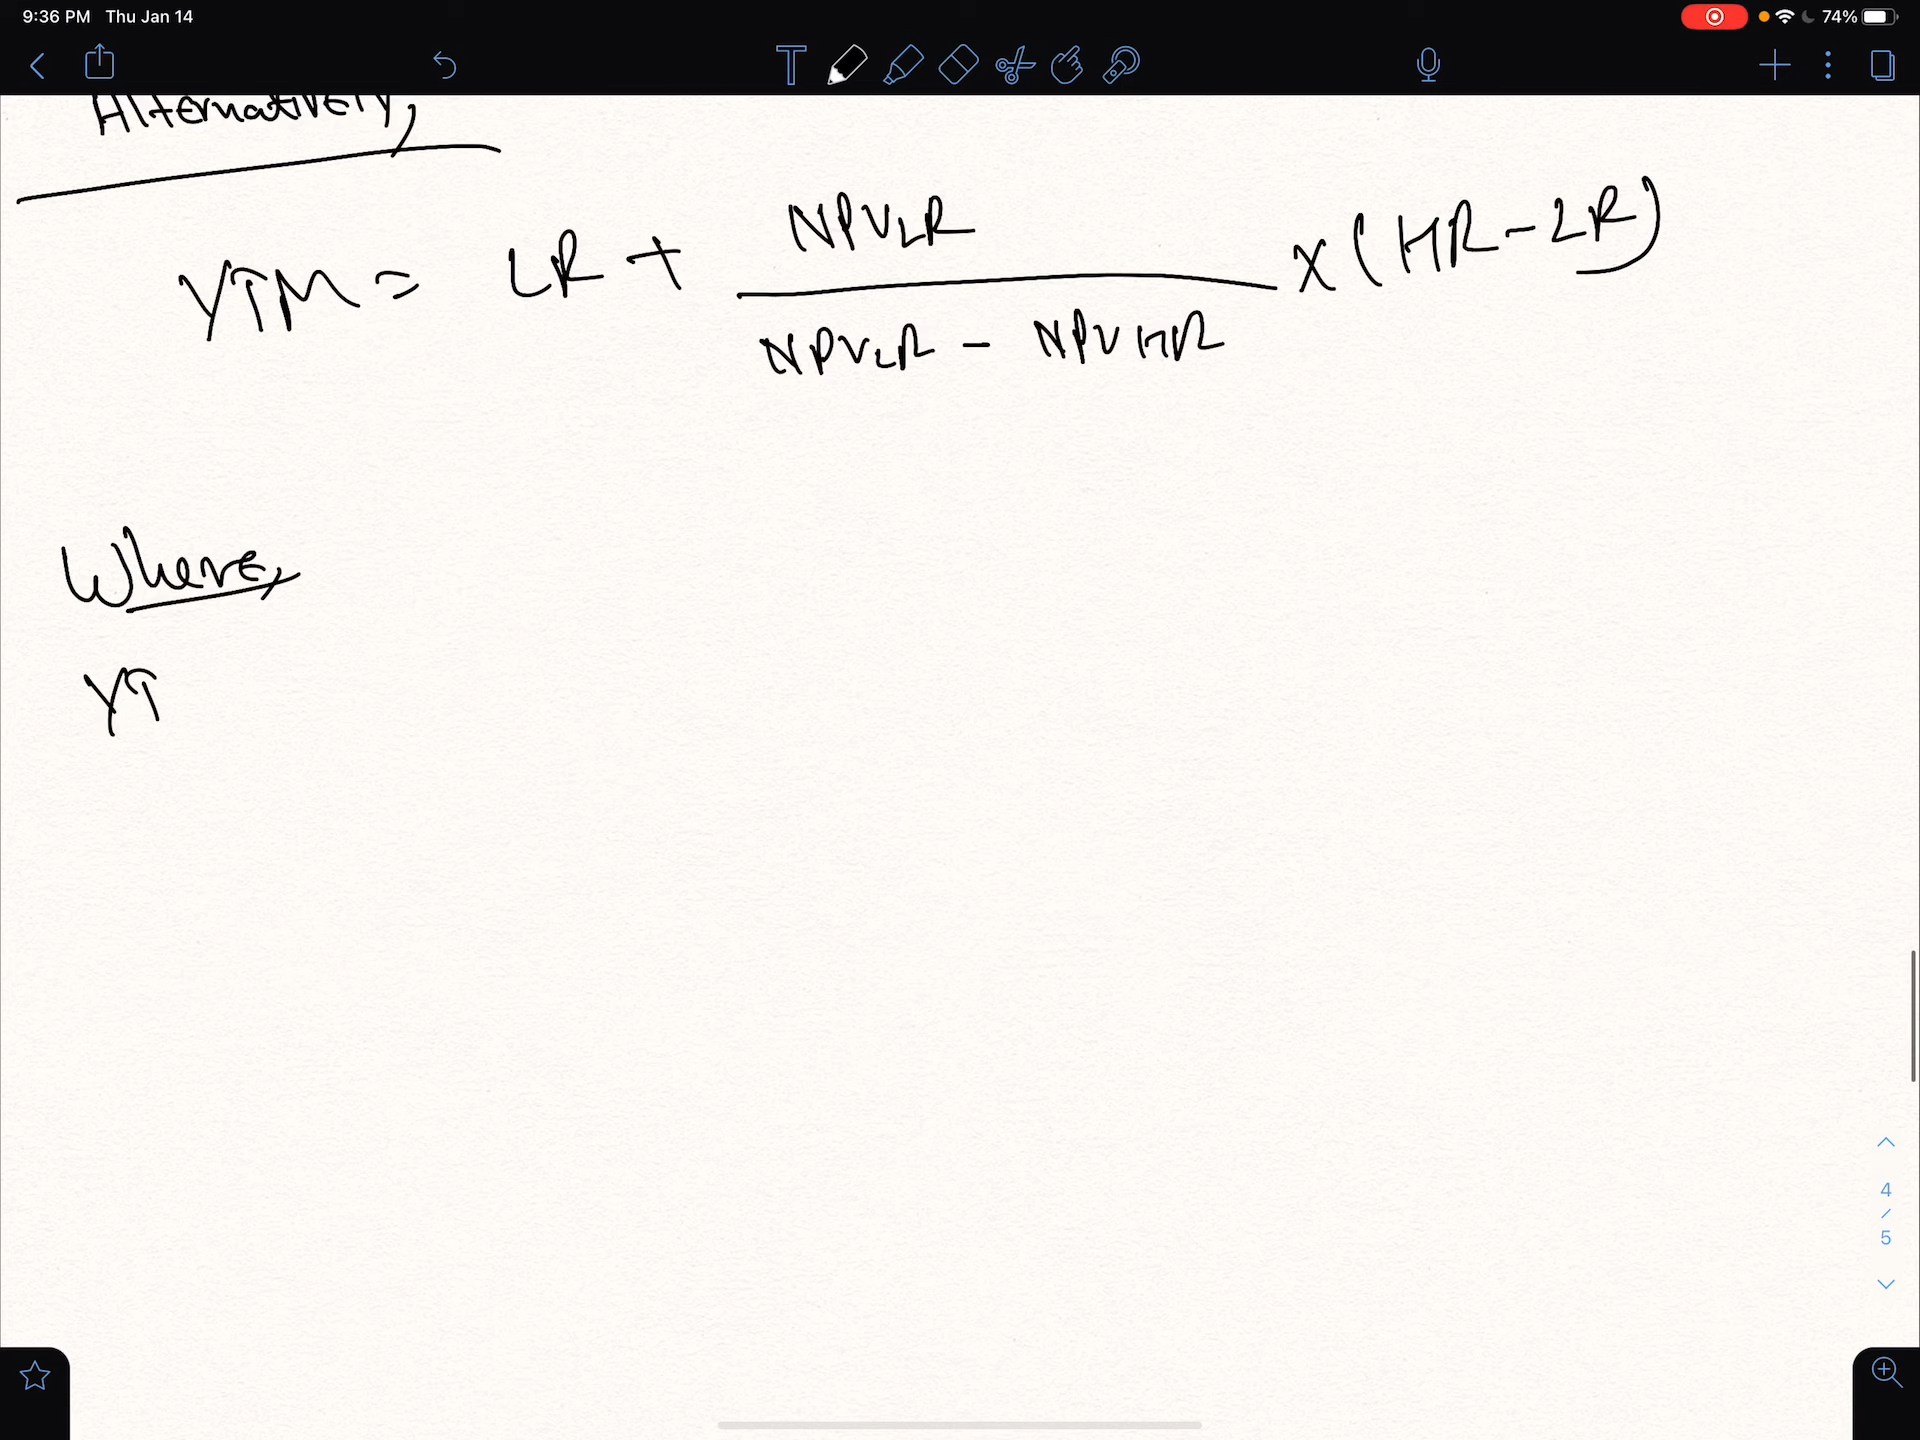 9:36 PM Thu Jan 14
74%
T
Alternatively,
YTM = LR + NPVLR / NPVLR - NPVHR x (HR - LR)
Where,
YT
4
/
5